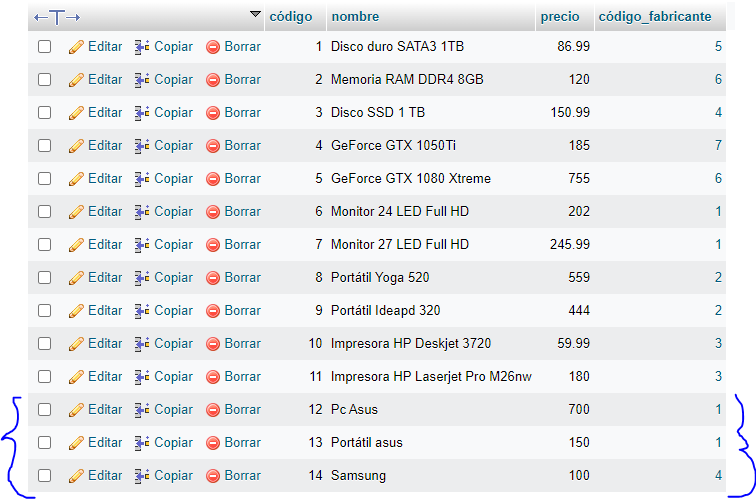 código nombre precio código_fabricante
Editar Copiar Borrar 1 Disco duro SATA3 1TB 86.99 5
Editar Copiar Borrar 2 Memoria RAM DDR4 8GB 120 6
Editar Copiar Borrar 3 Disco SSD 1 TB 150.99 4
Editar Copiar Borrar 4 GeForce GTX 1050Ti 185 7
Editar Copiar Borrar 5 GeForce GTX 1080 Xtreme 755 6
Editar Copiar Borrar 6 Monitor 24 LED Full HD 202 1
Editar Copiar Borrar 7 Monitor 27 LED Full HD 245.99 1
Editar Copiar Borrar 8 Portátil Yoga 520 559 2
Editar Copiar Borrar 9 Portátil Ideapd 320 444 2
Editar Copiar Borrar 10 Impresora HP Deskjet 3720 59.99 3
Editar Copiar Borrar 11 Impresora HP Laserjet Pro M26nw 180 3
Editar Copiar Borrar 12 Pc Asus 700 1
Editar Copiar Borrar 13 Portátil asus 150 1
Editar Copiar Borrar 14 Samsung 100 4